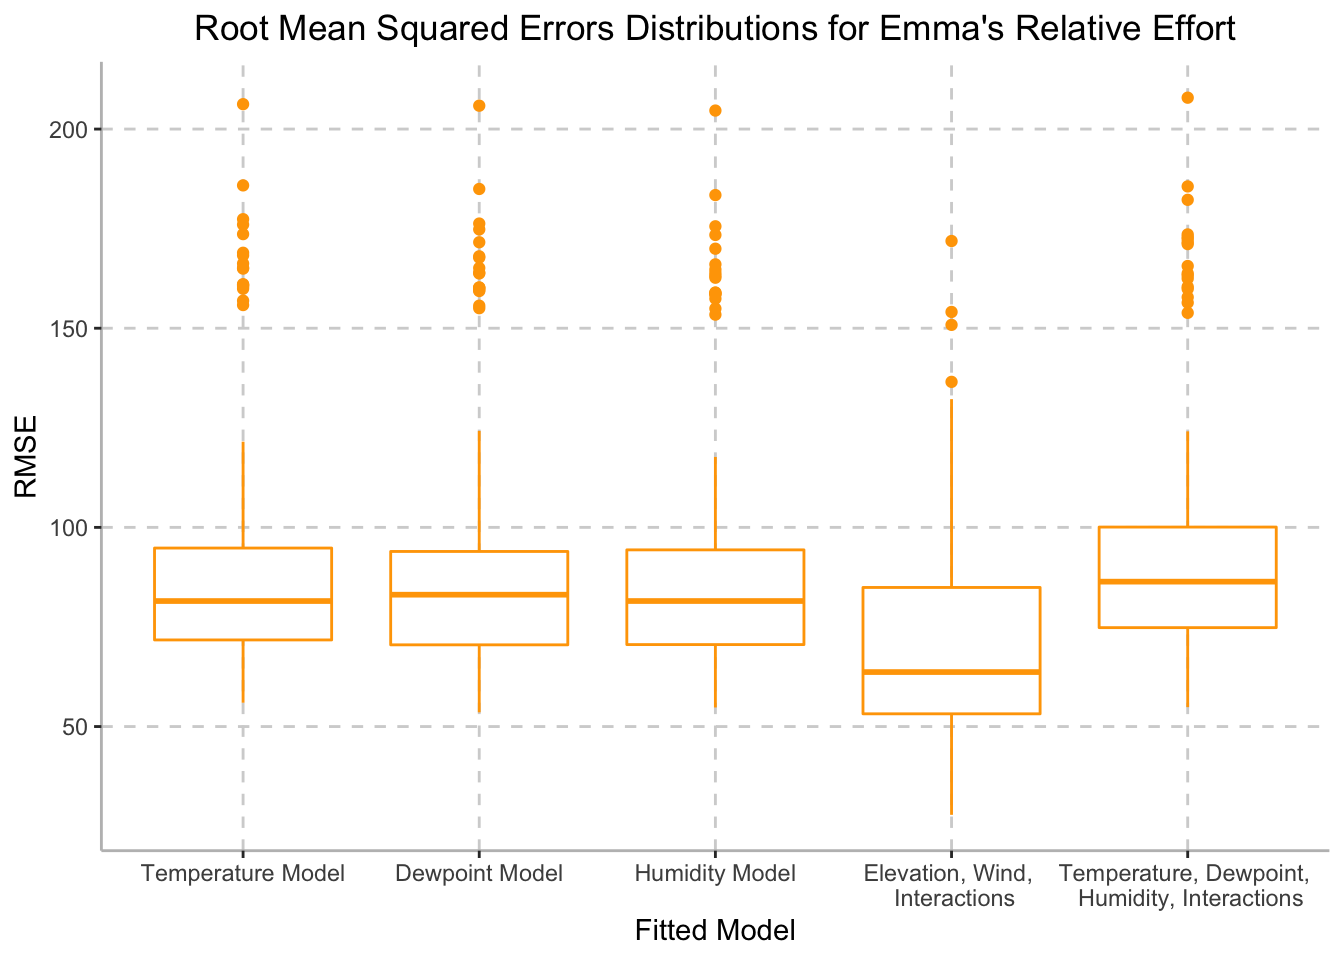 Root Mean Squared Errors Distributions for Emma's Relative Effort
200
150
100
50
RMSE
Temperature Model
Dewpoint Model
Humidity Model
Elevation, Wind,
Interactions
Temperature, Dewpoint,
Humidity, Interactions
Fitted Model